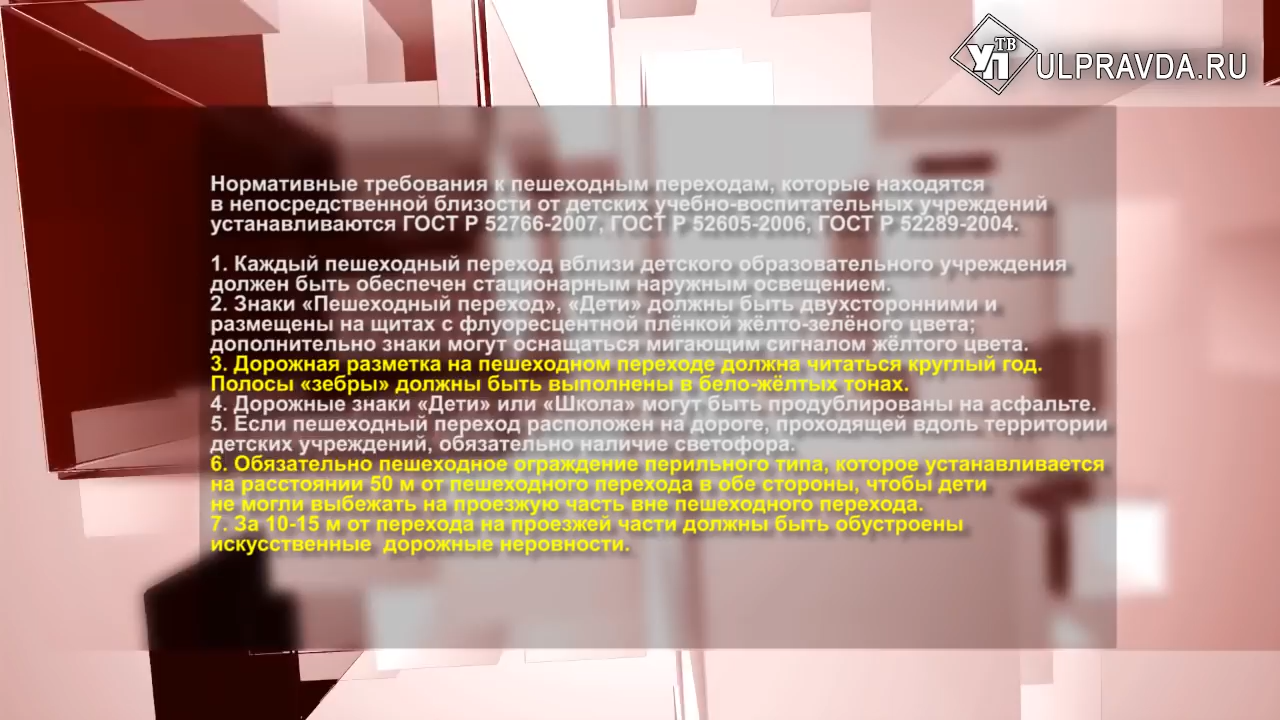 ТВ
УП
ULPRAVDA.RU
Нормативные требования к пешеходным переходам, которые находятся
в непосредственной близости от детских учебно-воспитательных учреждений
устанавливаются ГОСТ Р 52766-2007, ГОСТ Р 52605-2006, ГОСТ Р 52289-2004.
1. Каждый пешеходный переход вблизи детского образовательного учреждения
должен быть обеспечен стационарным наружным освещением.
2. Знаки «Пешеходный переход», «Дети» должны быть двухсторонними и
размещены на щитах с флуоресцентной плёнкой жёлто-зелёного цвета;
дополнительно знаки могут оснащаться мигающим сигналом жёлтого цвета.
3. Дорожная разметка на пешеходном переходе должна читаться круглый год.
Полосы «зебры» должны быть выполнены в бело-жёлтых тонах.
4. Дорожные знаки «Дети» или «Школа» могут быть продублированы на асфальте.
5. Если пешеходный переход расположен на дороге, проходящей вдоль территории
детских учреждений, обязательно наличие светофора.
6. Обязательно пешеходное ограждение перильного типа, которое устанавливается
на расстоянии 50 м от пешеходного перехода в обе стороны, чтобы дети
не могли выбежать на проезжую часть вне пешеходного перехода.
7. За 10-15 м от перехода на проезжей части должны быть обустроены
искусственные  дорожные неровности.